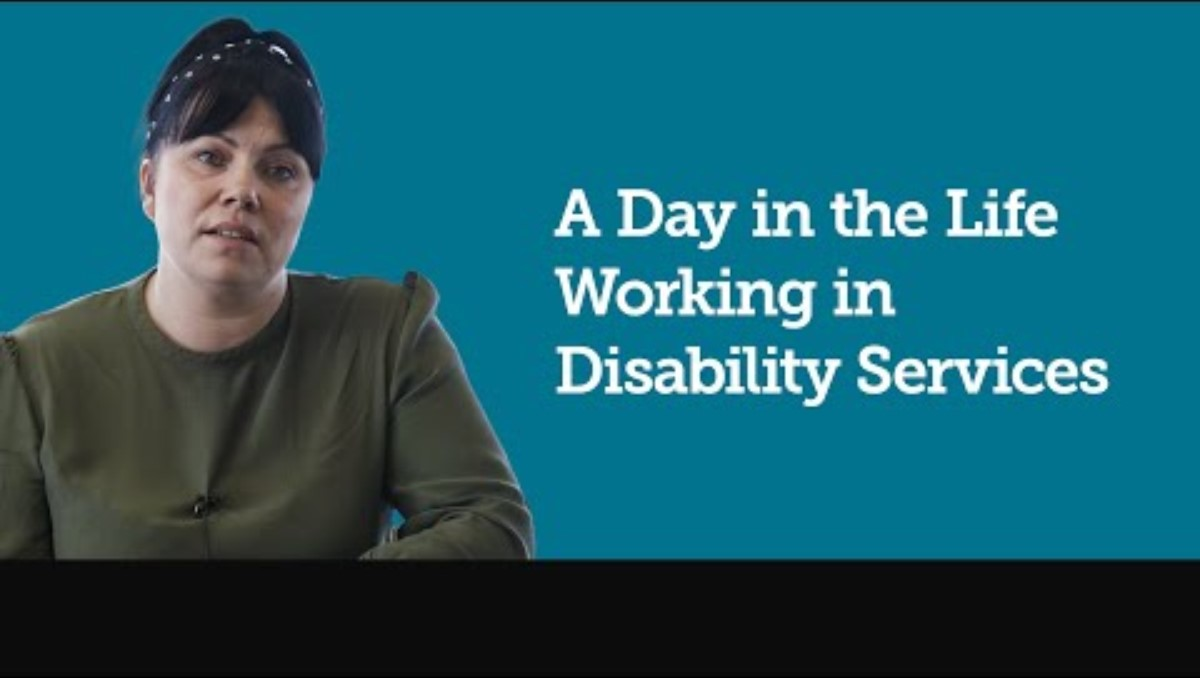 A Day in the Life
Working in
Disability Services